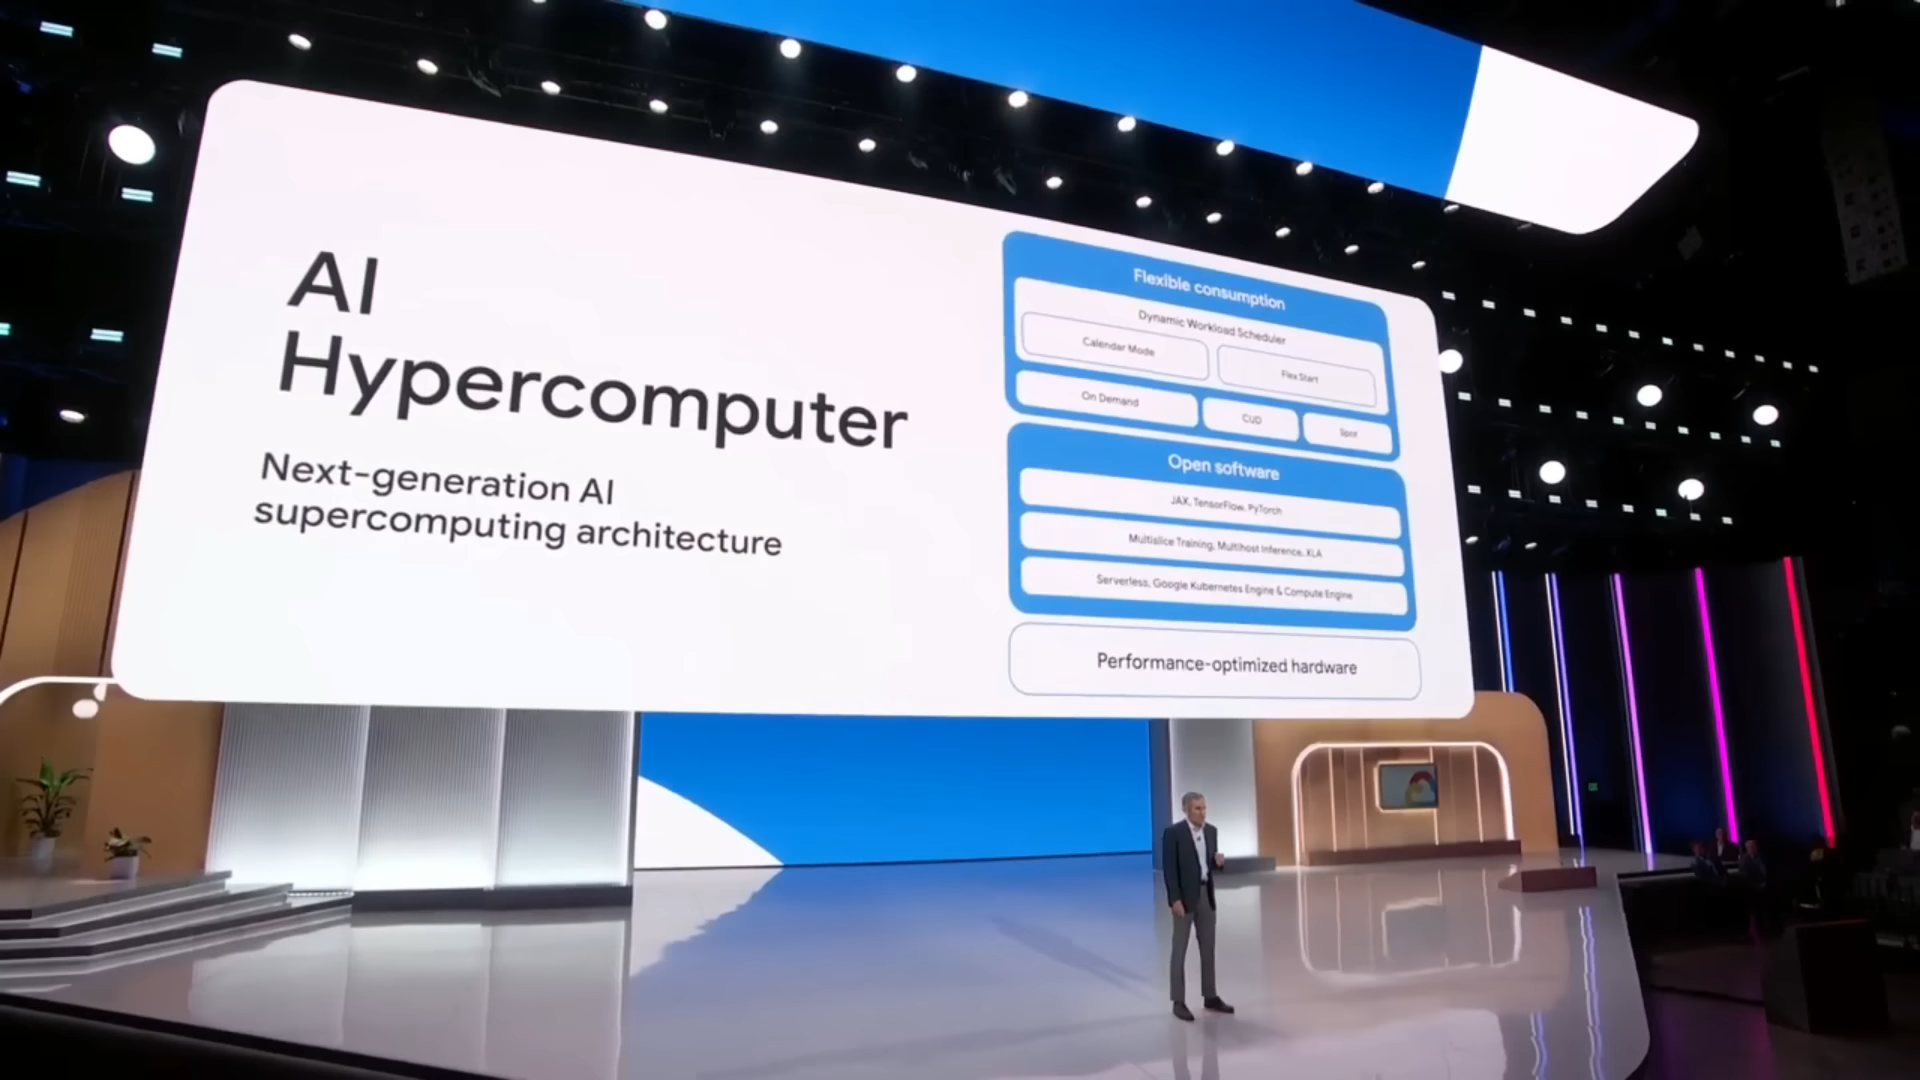 AI
Hypercomputer
Next-generation AI
supercomputing architecture
Flexible consumption
Dynamic Workload Scheduler
Calendar Mode
Flex Start
On Demand
CUD
Spot
Open software
JAX, TensorFlow, PyTorch
Multislice Training, Multihost Inference, XLA
Serverless, Google Kubernetes Engine & Compute Engine
Performance-optimized hardware